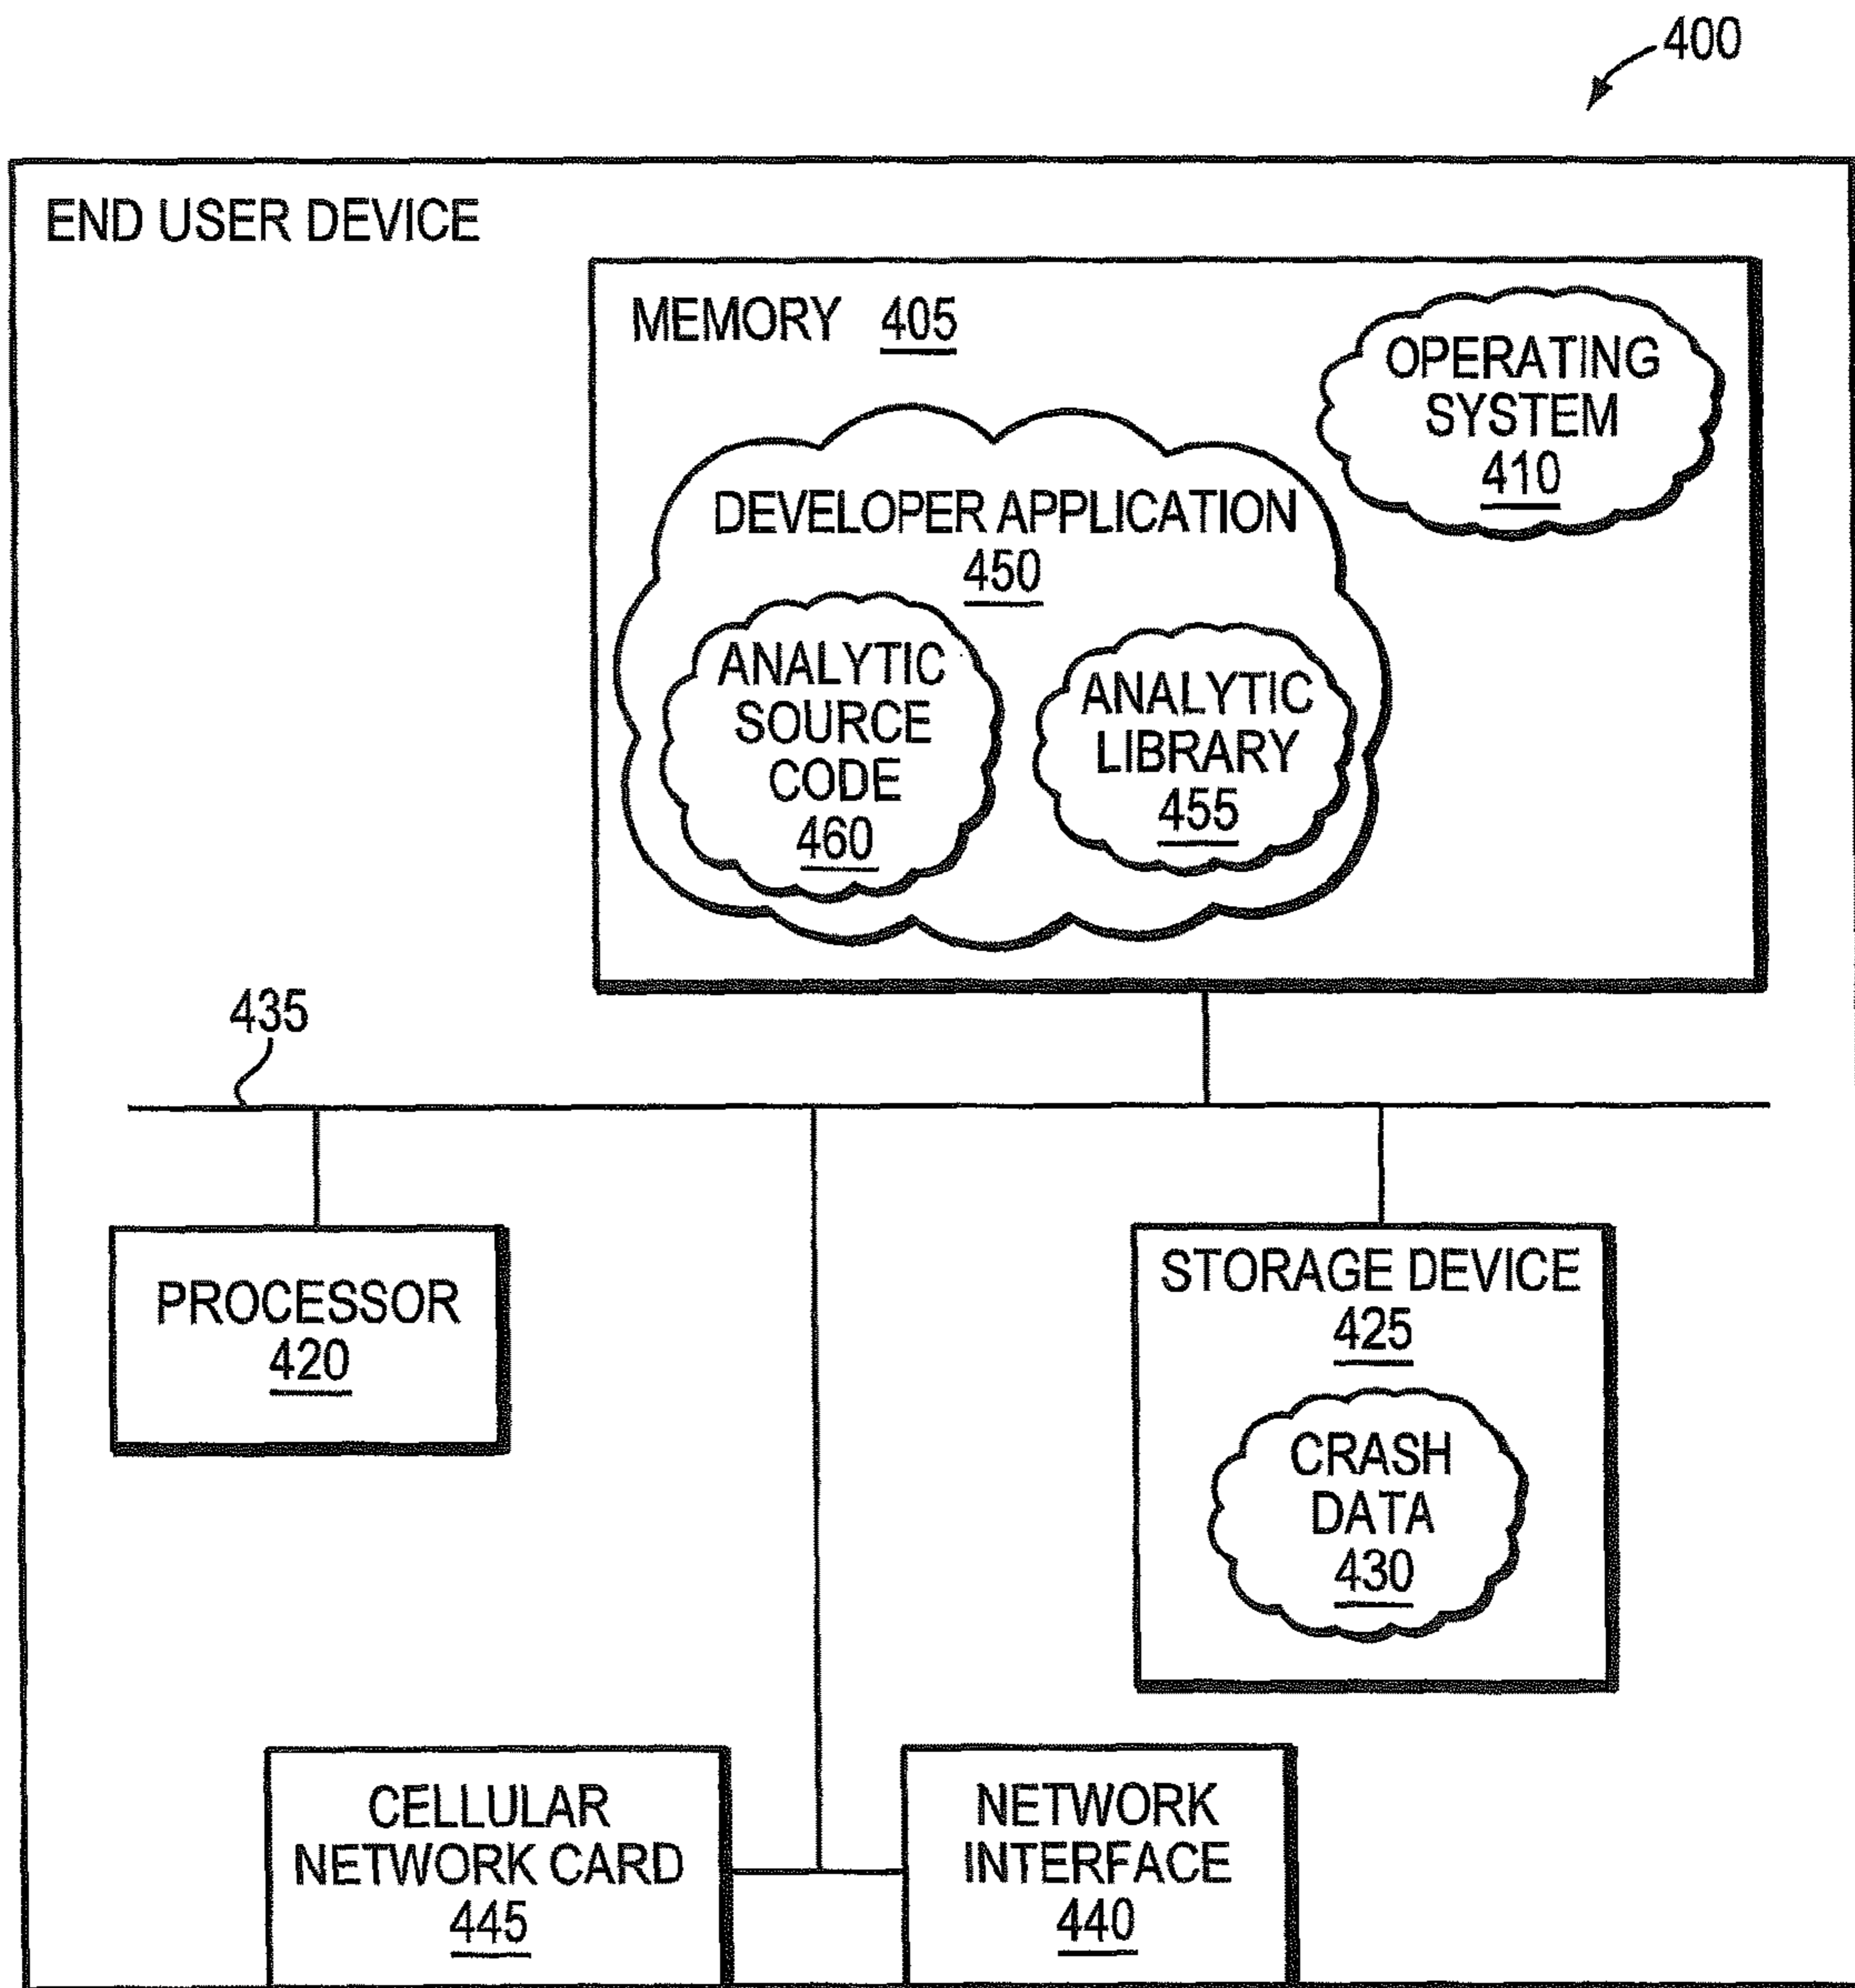 400
END USER DEVICE
MEMORY 405
OPERATING
SYSTEM
410
DEVELOPER APPLICATION
450
ANALYTIC
SOURCE
CODE
460
ANALYTIC
LIBRARY
455
435
PROCESSOR
420
STORAGE DEVICE
425
CRASH
DATA
430
CELLULAR
NETWORK CARD
445
NETWORK
INTERFACE
440